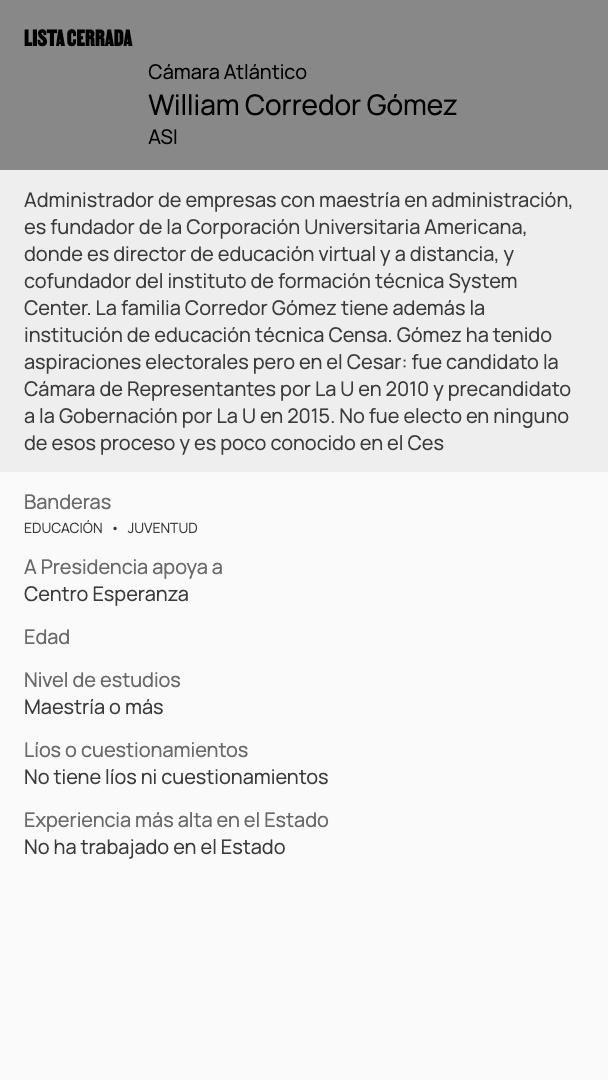 LISTA CERRADA
Cámara Atlántico
William Corredor Gómez
ASI
Administrador de empresas con maestría en administración,
es fundador de la Corporación Universitaria Americana,
donde es director de educación virtual y a distancia, y
cofundador del instituto de formación técnica System
Center. La familia Corredor Gómez tiene además la
institución de educación técnica Censa. Gómez ha tenido
aspiraciones electorales pero en el Cesar: fue candidato la
Cámara de Representantes por La U en 2010 y precandidato
a la Gobernación por La U en 2015. No fue electo en ninguno
de esos proceso y es poco conocido en el Ces
Banderas
EDUCACIÓN • JUVENTUD
A Presidencia apoya a
Centro Esperanza
Edad
Nivel de estudios
Maestría o más
Líos o cuestionamientos
No tiene líos ni cuestionamientos
Experiencia más alta en el Estado
No ha trabajado en el Estado